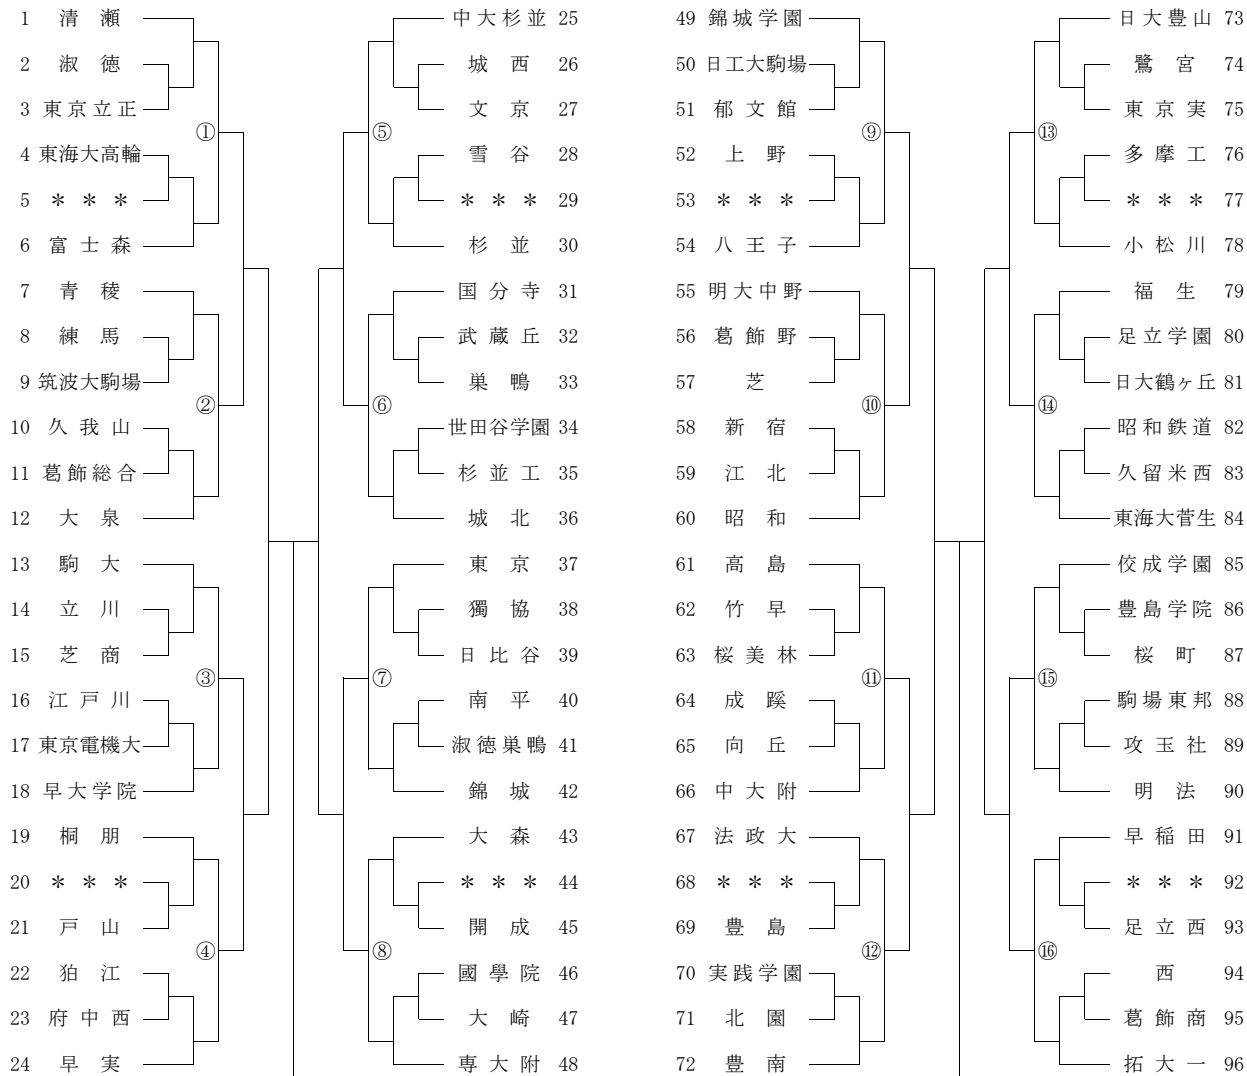 1 清瀬
2 淑徳
3 東京立正
①
4 東海大高輪
5 ＊＊＊
6 富士森
7 青稜
8 練馬
9 筑波大駒場
②
10 久我山
11 葛飾総合
12 大泉
13 駒大
14 立川
15 芝商
③
16 江戸川
17 東京電機大
18 早大学院
19 桐朋
20 ＊＊＊
21 戸山
④
22 狛江
23 府中西
24 早実
中大杉並 25
城西 26
文京 27
⑤
雪谷 28
＊＊＊ 29
杉並 30
国分寺 31
武蔵丘 32
巣鴨 33
⑥
世田谷学園 34
杉並工 35
城北 36
東京 37
獨協 38
日比谷 39
⑦
南平 40
淑徳巣鴨 41
錦城 42
大森 43
＊＊＊ 44
開成 45
⑧
國學院 46
大崎 47
専大附 48
49 錦城学園
50 日工大駒場
51 郁文館
⑨
52 上野
53 ＊＊＊
54 八王子
55 明大中野
56 葛飾野
57 芝
⑩
58 新宿
59 江北
60 昭和
61 高島
62 竹早
63 桜美林
⑪
64 成蹊
65 向丘
66 中大附
67 法政大
68 ＊＊＊
69 豊島
⑫
70 実践学園
71 北園
72 豊南
日大豊山 73
鷺宮 74
東京実 75
⑬
多摩工 76
＊＊＊ 77
小松川 78
福生 79
足立学園 80
日大鶴ヶ丘 81
⑭
昭和鉄道 82
久留米西 83
東海大菅生 84
佼成学園 85
豊島学院 86
桜町 87
⑮
駒場東邦 88
攻玉社 89
明法 90
早稲田 91
＊＊＊ 92
足立西 93
⑯
西 94
葛飾商 95
拓大一 96